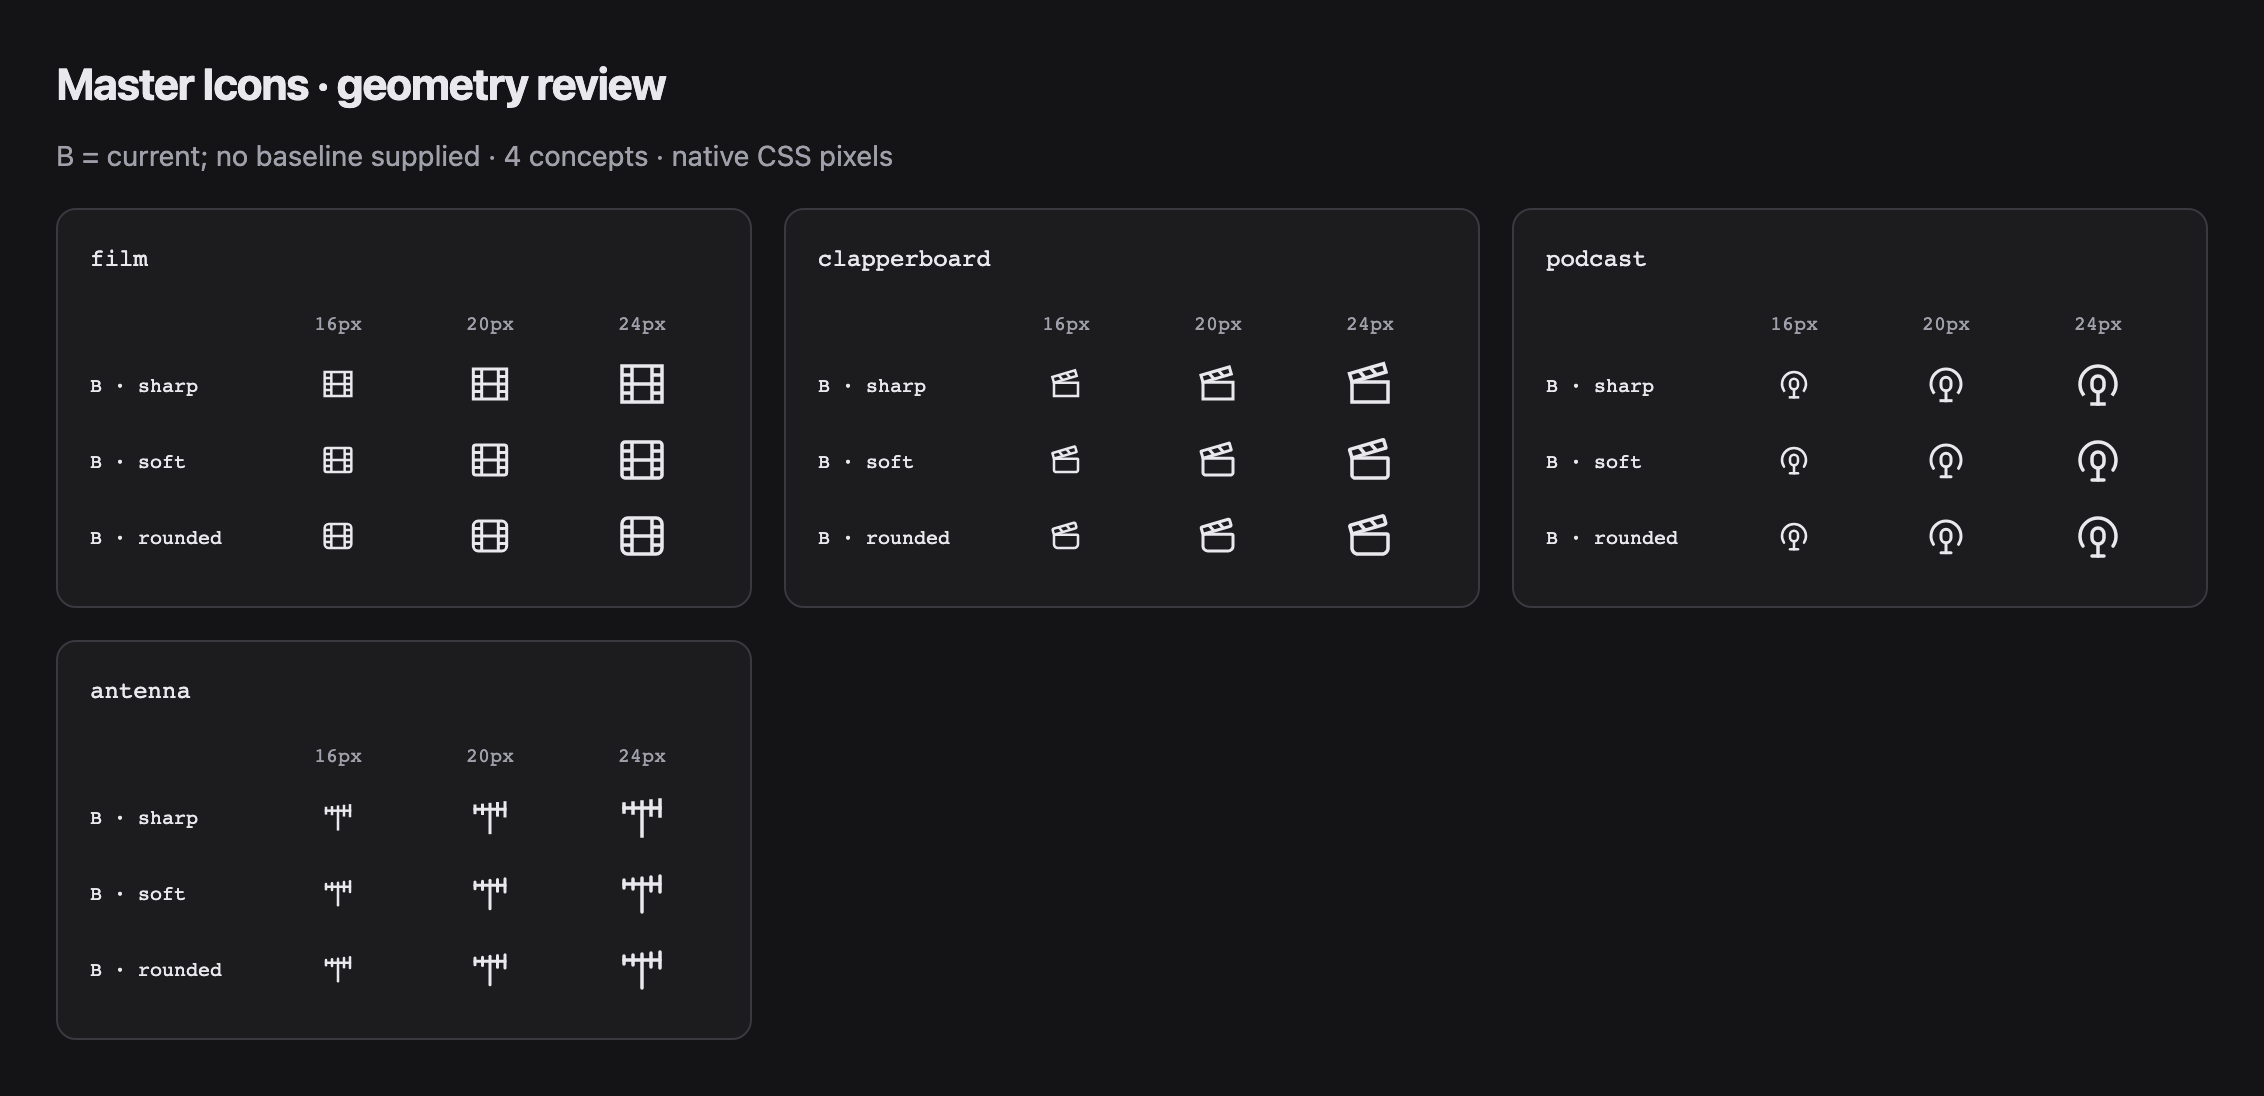 Master Icons · geometry review
B = current; no baseline supplied · 4 concepts · native CSS pixels
film
16px 20px 24px
B · sharp
B · soft
B · rounded
clapperboard
16px 20px 24px
B · sharp
B · soft
B · rounded
podcast
16px 20px 24px
B · sharp
B · soft
B · rounded
antenna
16px 20px 24px
B · sharp
B · soft
B · rounded